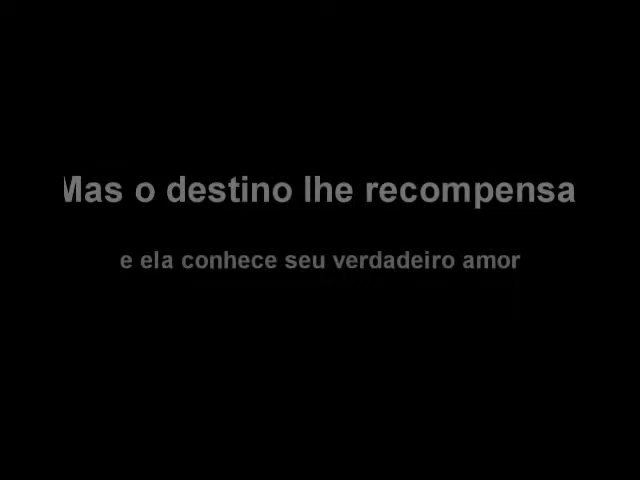 Mas o destino lhe recompensa
e ela conhece seu verdadeiro amor